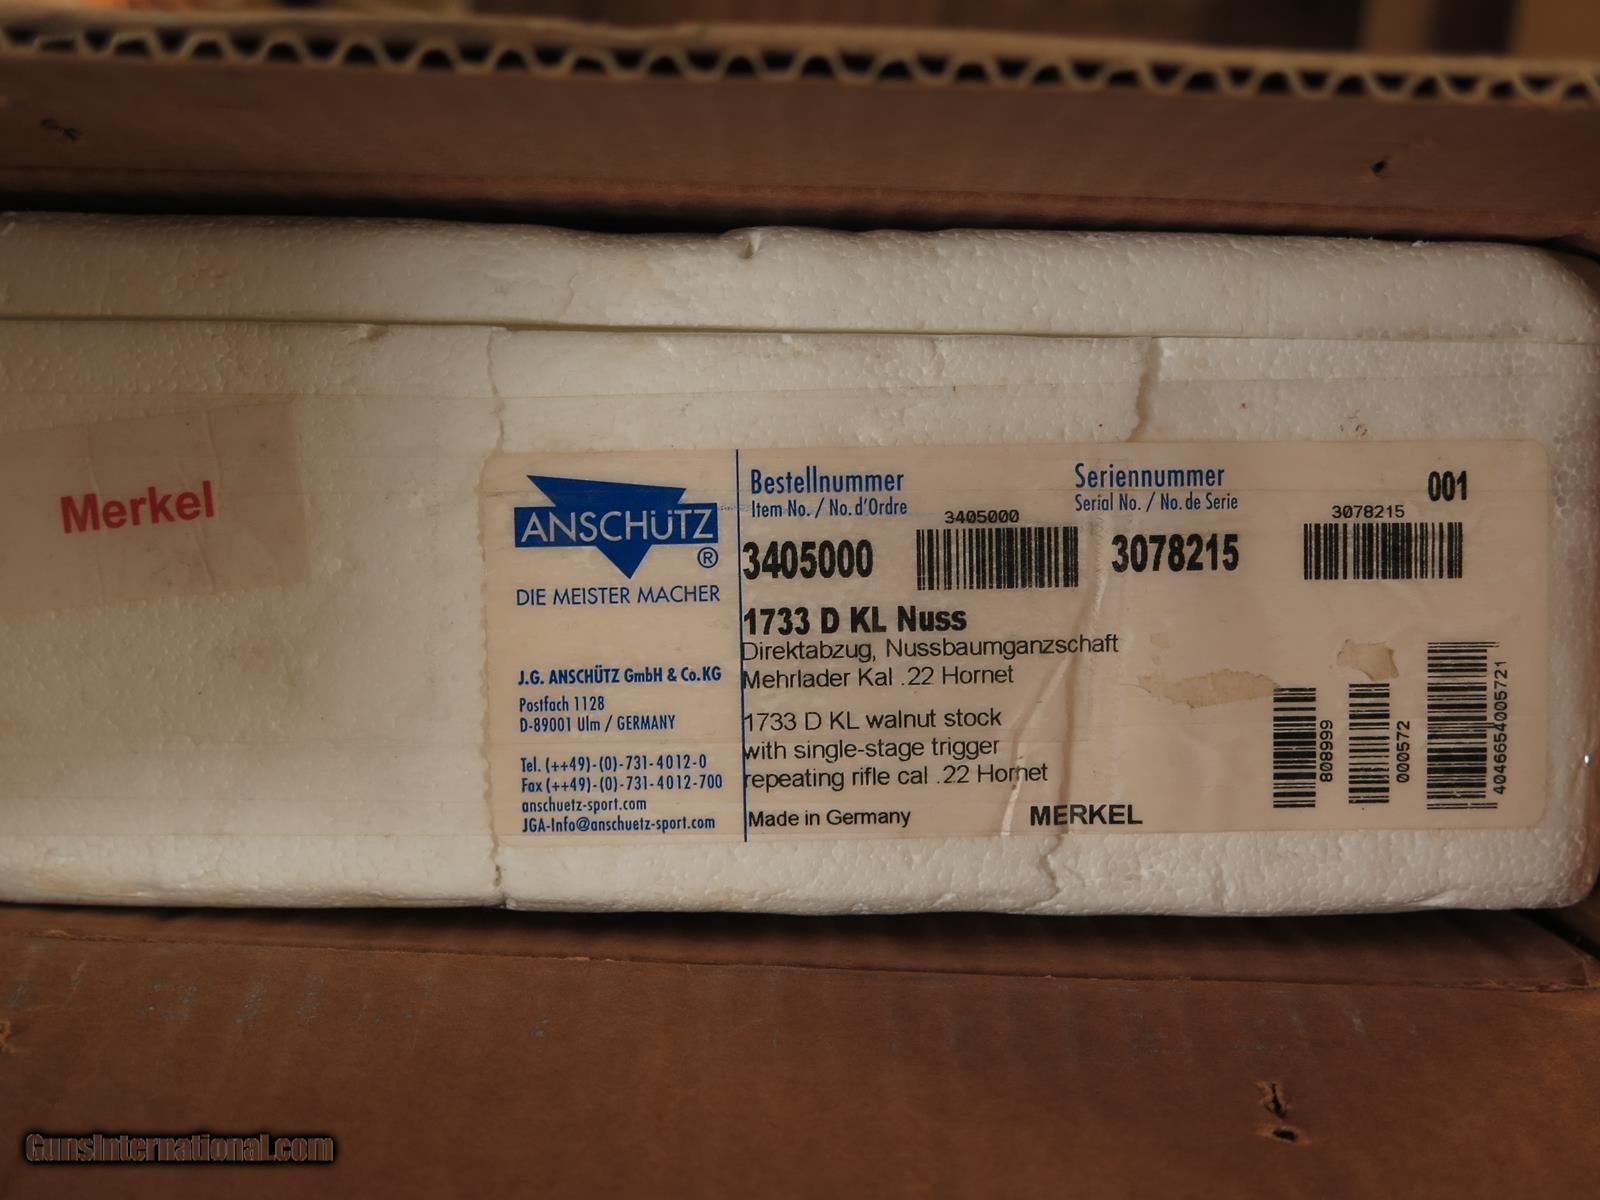 Merkel
ANSCHÜTZ
®
DIE MEISTER MACHER
J.G. ANSCHÜTZ GmbH & Co.KG
Postfach 1128
D-89001 Ulm / GERMANY
Tel. (++49)-(0)-731-4012-0
Fax (++49)-(0)-731-4012-700
anschuetz-sport.com
JGA-Info@anschuetz-sport.com
Bestellnummer
Item No. / No. d'Ordre
3405000
3405000
Seriennummer
Serial No. / No. de Serie
3078215
001
3078215
1733 D KL Nuss
Direktabzug, Nussbaumganzschaft
Mehrlader Kal .22 Hornet
1733 D KL walnut stock
with single-stage trigger
repeating rifle cal .22 Hornet
Made in Germany
MERKEL
808999
000572
4046654005721
GunsInternational.com